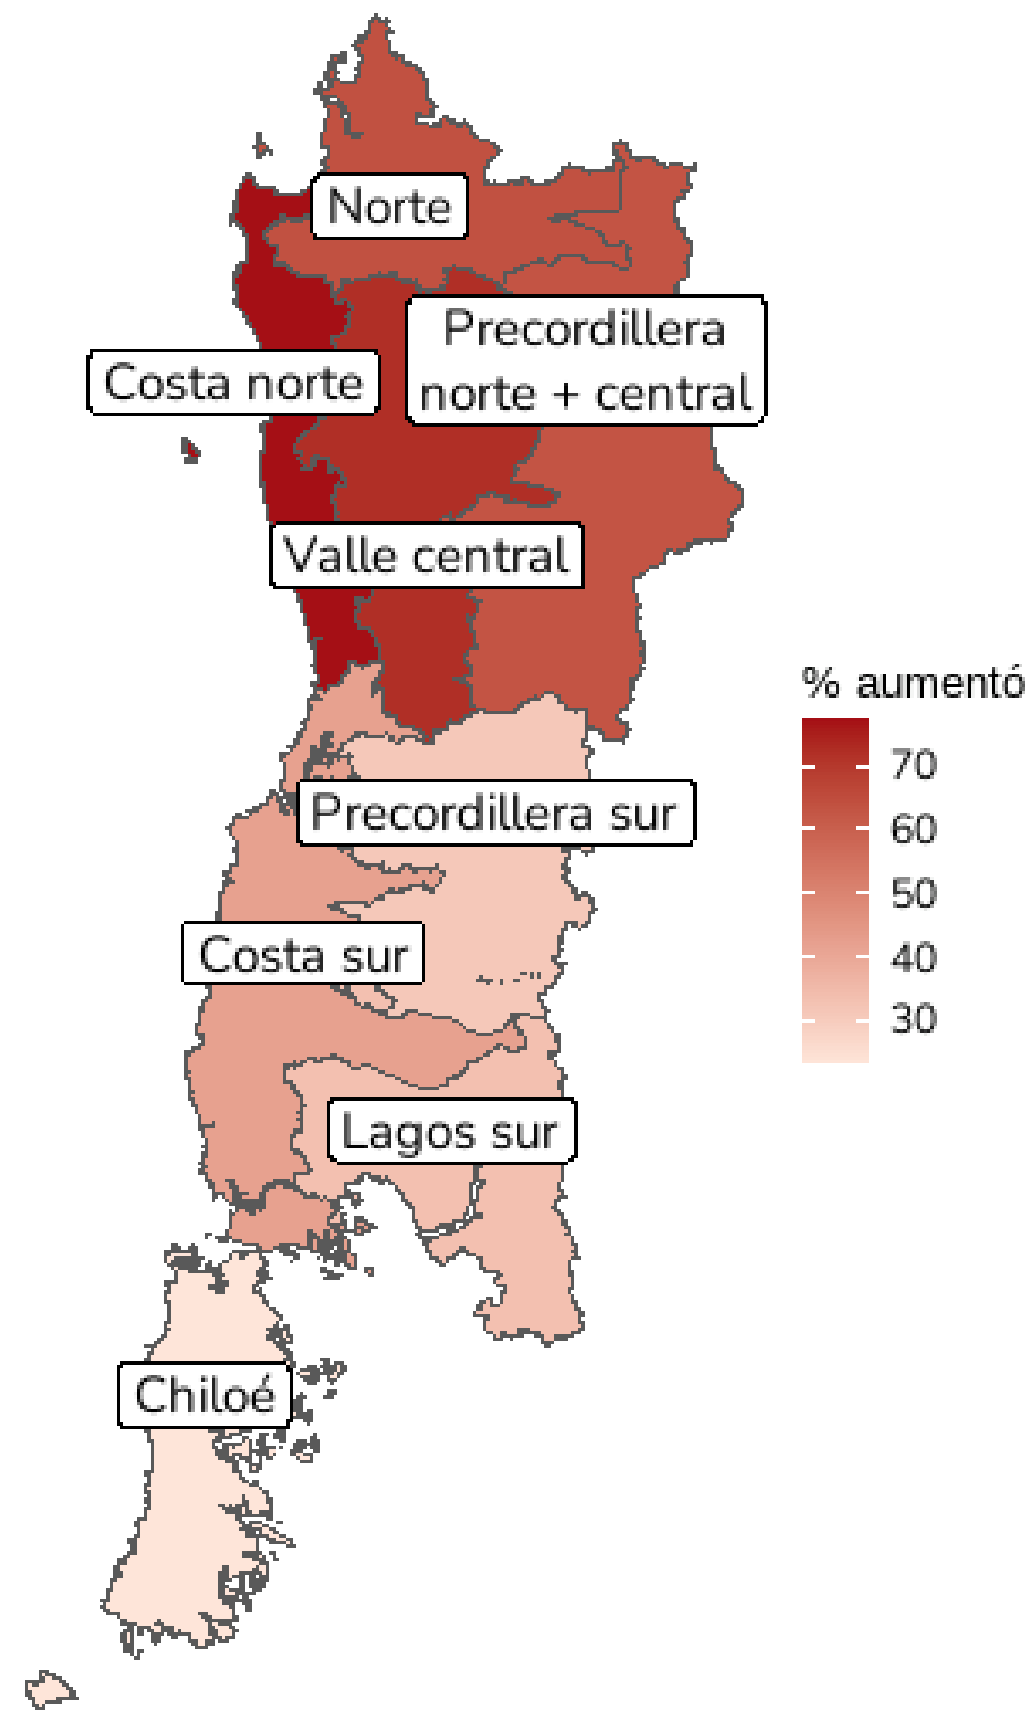 Norte
Precordillera
norte + central
Costa norte
Valle central
% aumentó
70
60
50
40
30
Precordillera sur
Costa sur
Lagos sur
Chiloé